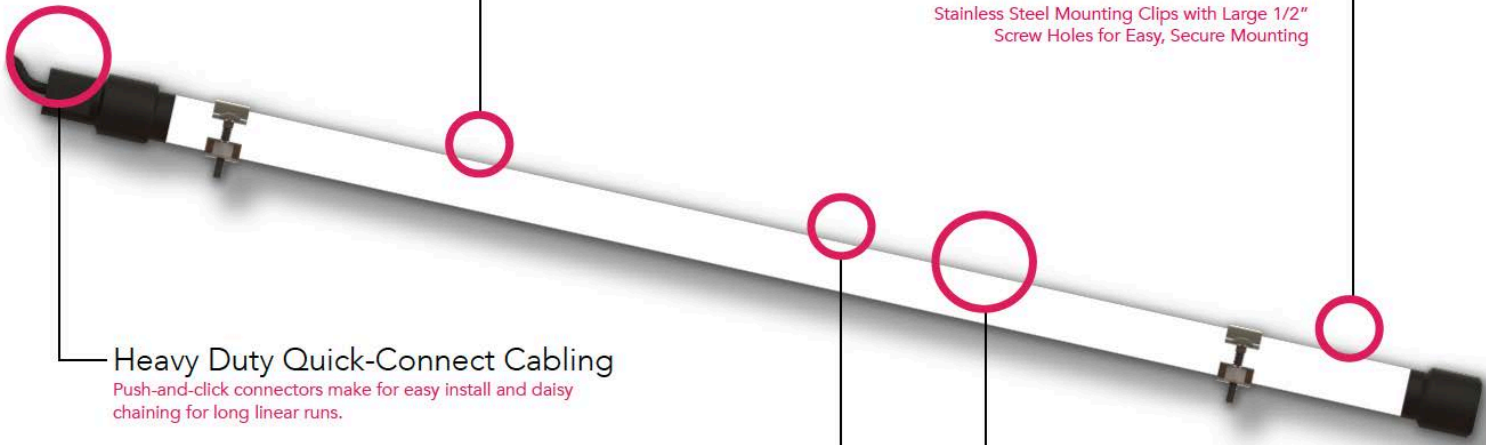 Stainless Steel Mounting Clips with Large 1/2”
Screw Holes for Easy, Secure Mounting
Heavy Duty Quick-Connect Cabling
Push-and-click connectors make for easy install and daisy
chaining for long linear runs.